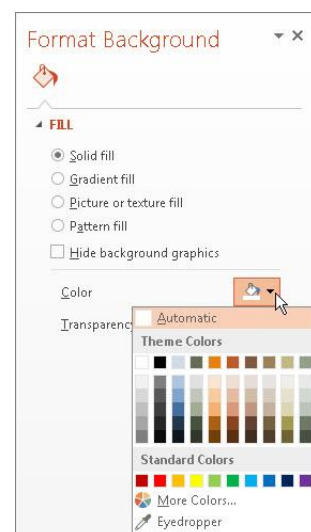 Format Background
FILL
Solid fill
Gradient fill
Picture or texture fill
Pattern fill
Hide background graphics
Color
Transparency
Automatic
Theme Colors
Standard Colors
More Colors...
Eyedropper